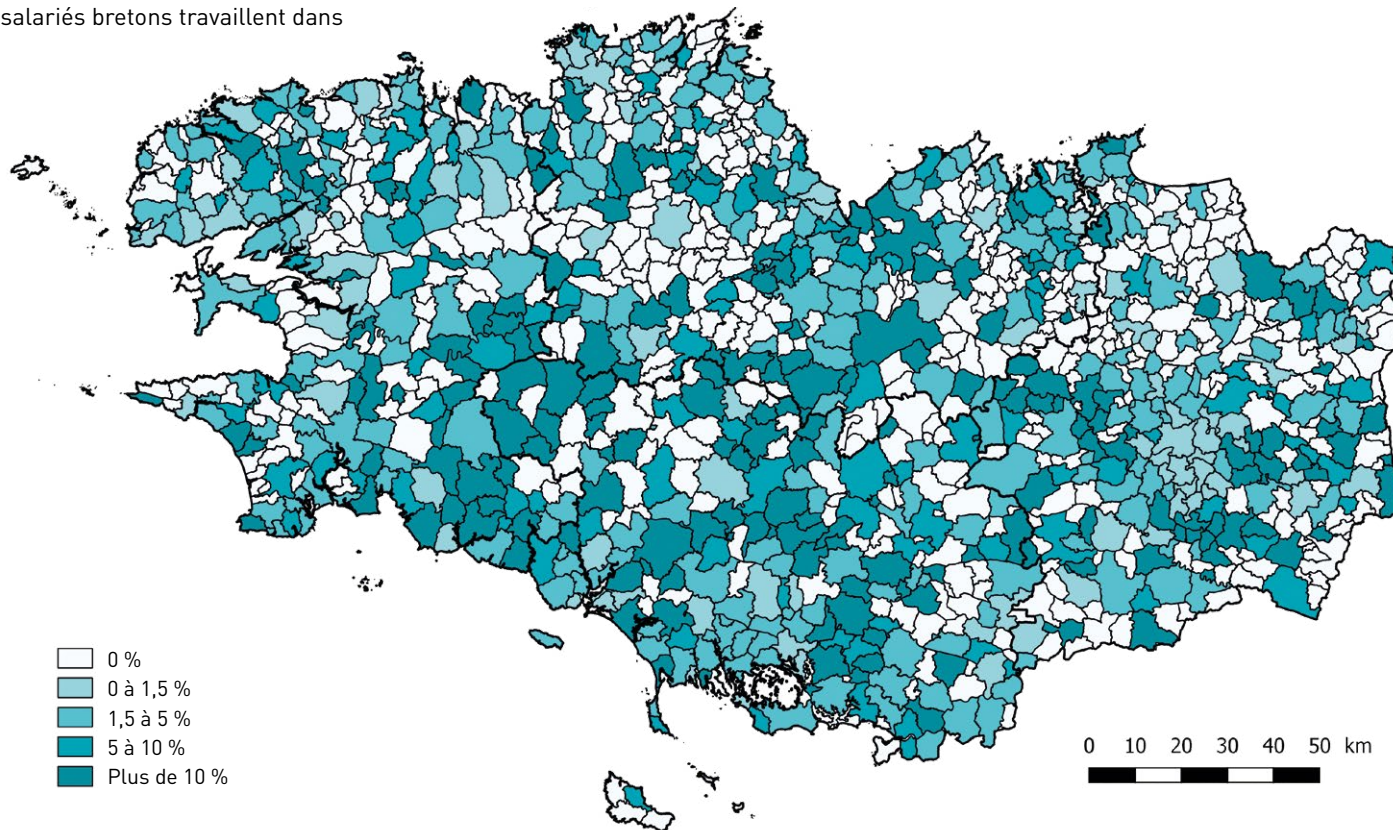 salariés bretons travaillent dans
0 %
0 à 1,5 %
1,5 à 5 %
5 à 10 %
Plus de 10 %
0 10 20 30 40 50 km